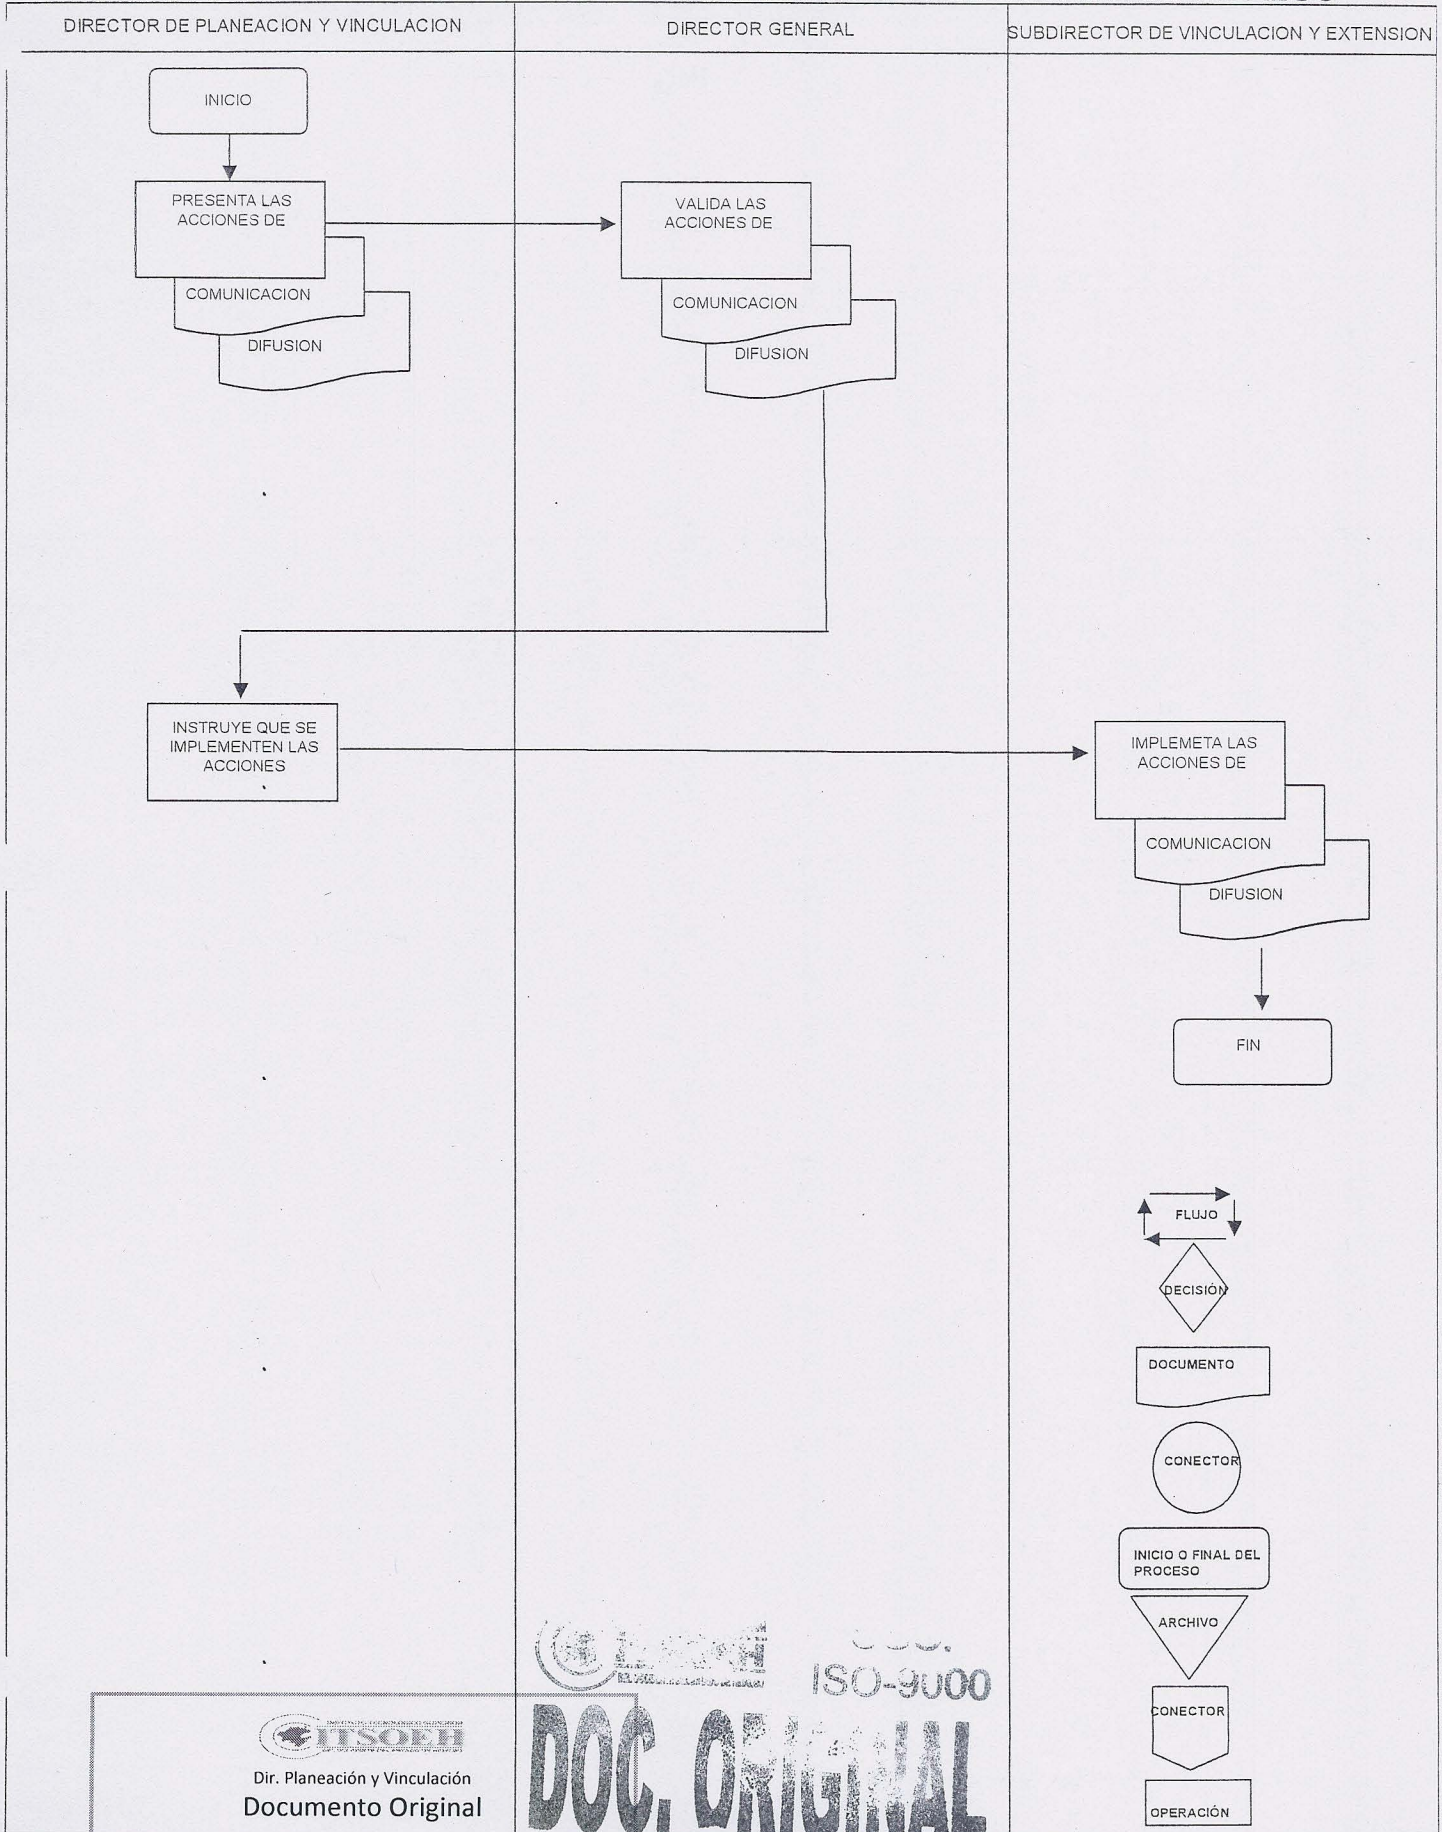 DIRECTOR DE PLANEACION Y VINCULACION
DIRECTOR GENERAL
SUBDIRECTOR DE VINCULACION Y EXTENSION
INICIO
PRESENTA LAS
ACCIONES DE
COMUNICACION
DIFUSION
VALIDA LAS
ACCIONES DE
COMUNICACION
DIFUSION
INSTRUYE QUE SE
IMPLEMENTEN LAS
ACCIONES
IMPLEMETA LAS
ACCIONES DE
COMUNICACION
DIFUSION
FIN
FLUJO
DECISIÓN
DOCUMENTO
CONECTOR
INICIO O FINAL DEL
PROCESO
ARCHIVO
CONECTOR
OPERACIÓN
ITSOEH
Dir. Planeación y Vinculación
Documento Original
ISO-9000
DOC. ORIGINAL